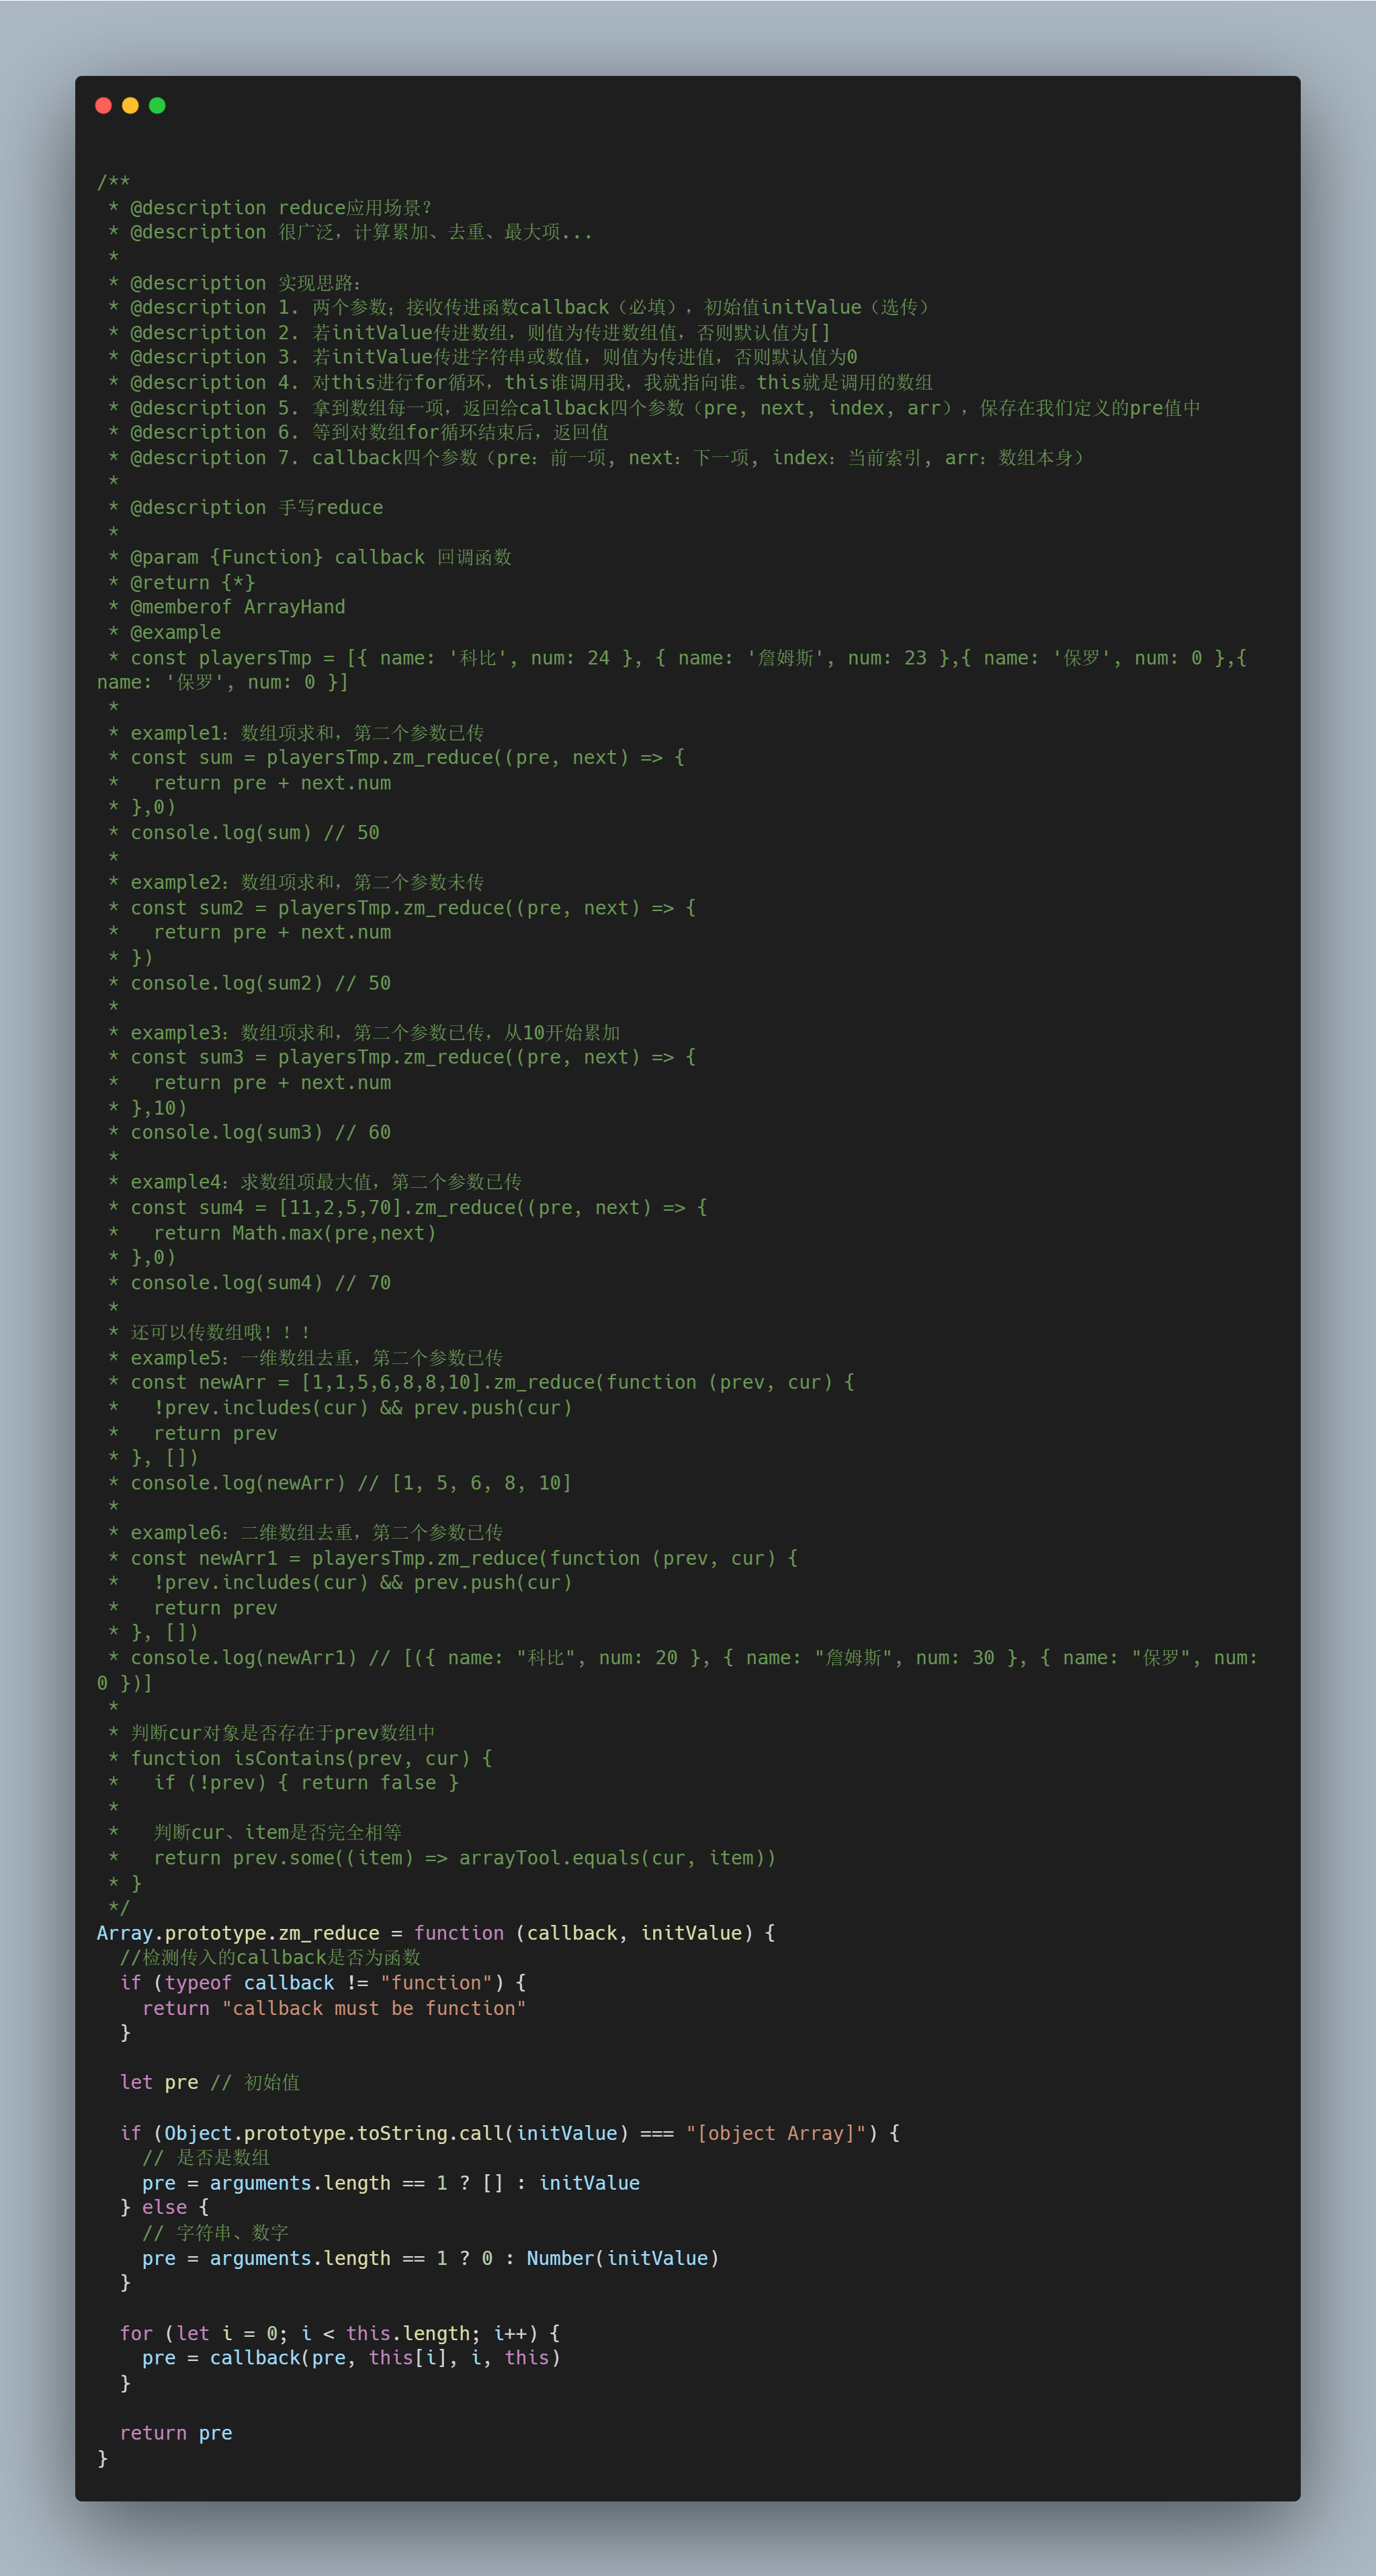 /**
 * @description reduce应用场景？
 * @description 很广泛，计算累加、去重、最大项...
 *
 * @description 实现思路：
 * @description 1. 两个参数；接收传进函数callback（必填），初始值initValue（选传）
 * @description 2. 若initValue传进数组，则值为传进数组值，否则默认值为[]
 * @description 3. 若initValue传进字符串或数值，则值为传进值，否则默认值为0
 * @description 4. 对this进行for循环，this谁调用我，我就指向谁。this就是调用的数组
 * @description 5. 拿到数组每一项，返回给callback四个参数（pre, next, index, arr），保存在我们定义的pre值中
 * @description 6. 等到对数组for循环结束后，返回值
 * @description 7. callback四个参数（pre：前一项, next：下一项, index：当前索引, arr：数组本身）
 *
 * @description 手写reduce
 *
 * @param {Function} callback 回调函数
 * @return {*}
 * @memberof ArrayHand
 * @example
 * const playersTmp = [{ name: '科比', num: 24 }, { name: '詹姆斯', num: 23 },{ name: '保罗', num: 0 },{
name: '保罗', num: 0 }]
 *
 * example1：数组项求和，第二个参数已传
 * const sum = playersTmp.zm_reduce((pre, next) => {
 *   return pre + next.num
 * },0)
 * console.log(sum) // 50
 *
 * example2：数组项求和，第二个参数未传
 * const sum2 = playersTmp.zm_reduce((pre, next) => {
 *   return pre + next.num
 * })
 * console.log(sum2) // 50
 *
 * example3：数组项求和，第二个参数已传，从10开始累加
 * const sum3 = playersTmp.zm_reduce((pre, next) => {
 *   return pre + next.num
 * },10)
 * console.log(sum3) // 60
 *
 * example4：求数组项最大值，第二个参数已传
 * const sum4 = [11,2,5,70].zm_reduce((pre, next) => {
 *   return Math.max(pre,next)
 * },0)
 * console.log(sum4) // 70
 *
 * 还可以传数组哦！！！
 * example5：一维数组去重，第二个参数已传
 * const newArr = [1,1,5,6,8,8,10].zm_reduce(function (prev, cur) {
 *   !prev.includes(cur) && prev.push(cur)
 *   return prev
 * }, [])
 * console.log(newArr) // [1, 5, 6, 8, 10]
 *
 * example6：二维数组去重，第二个参数已传
 * const newArr1 = playersTmp.zm_reduce(function (prev, cur) {
 *   !prev.includes(cur) && prev.push(cur)
 *   return prev
 * }, [])
 * console.log(newArr1) // [({ name: "科比", num: 20 }, { name: "詹姆斯", num: 30 }, { name: "保罗", num:
0 })]
 *
 * 判断cur对象是否存在于prev数组中
 * function isContains(prev, cur) {
 *   if (!prev) { return false }
 *
 *   判断cur、item是否完全相等
 *   return prev.some((item) => arrayTool.equals(cur, item))
 * }
 */
Array.prototype.zm_reduce = function (callback, initValue) {
  //检测传入的callback是否为函数
  if (typeof callback != "function") {
    return "callback must be function"
  }

  let pre // 初始值

  if (Object.prototype.toString.call(initValue) === "[object Array]") {
    // 是否是数组
    pre = arguments.length == 1 ? [] : initValue
  } else {
    // 字符串、数字
    pre = arguments.length == 1 ? 0 : Number(initValue)
  }

  for (let i = 0; i < this.length; i++) {
    pre = callback(pre, this[i], i, this)
  }

  return pre
}